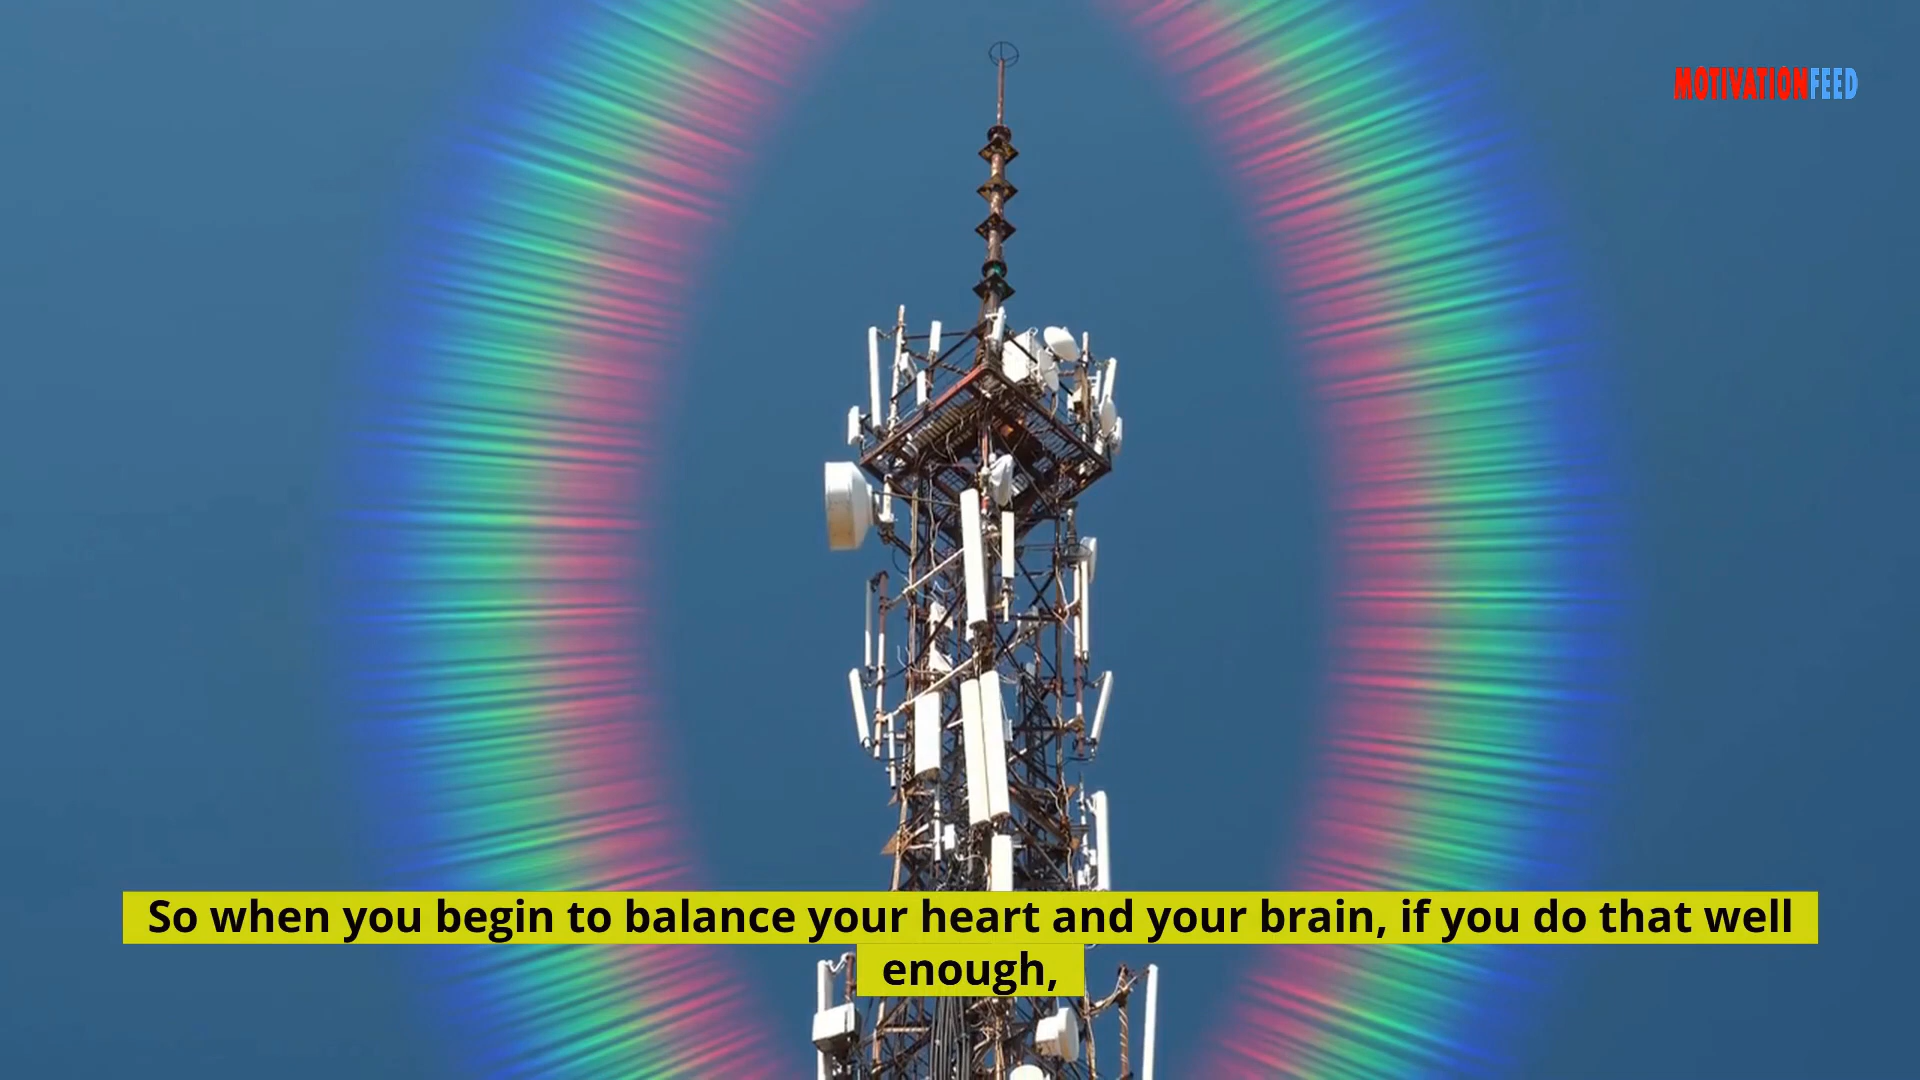 MOTIVATIONFEED
So when you begin to balance your heart and your brain, if you do that well
enough,